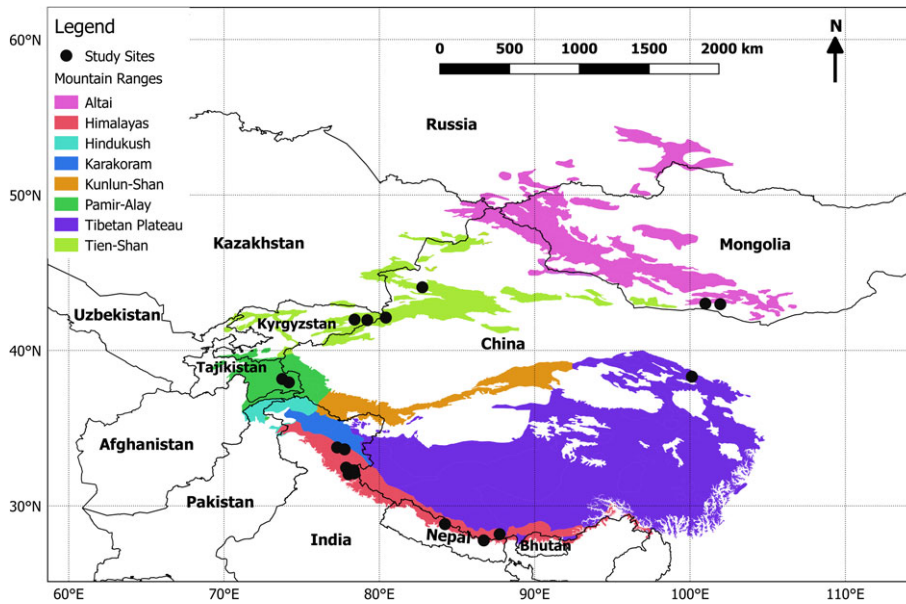 Legend
Study Sites
Mountain Ranges
Altai
Himalayas
Hindukush
Karakoram
Kunlun-Shan
Pamir-Alay
Tibetan Plateau
Tien-Shan
0 500 1000 1500 2000 km
N
60°N
50°N
40°N
30°N
Russia
Kazakhstan
Mongolia
Uzbekistan
Kyrgyzstan
China
Tajikistan
Afghanistan
Pakistan
India
Nepal
Bhutan
60°E 70°E 80°E 90°E 100°E 110°E